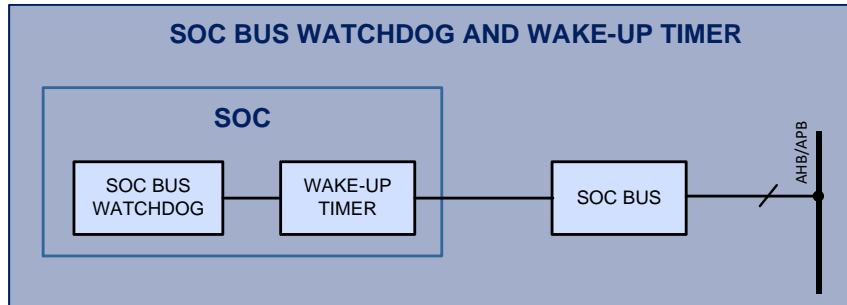 SOC BUS WATCHDOG AND WAKE-UP TIMER
SOC
SOC BUS
WATCHDOG
WAKE-UP
TIMER
SOC BUS
AHB/APB